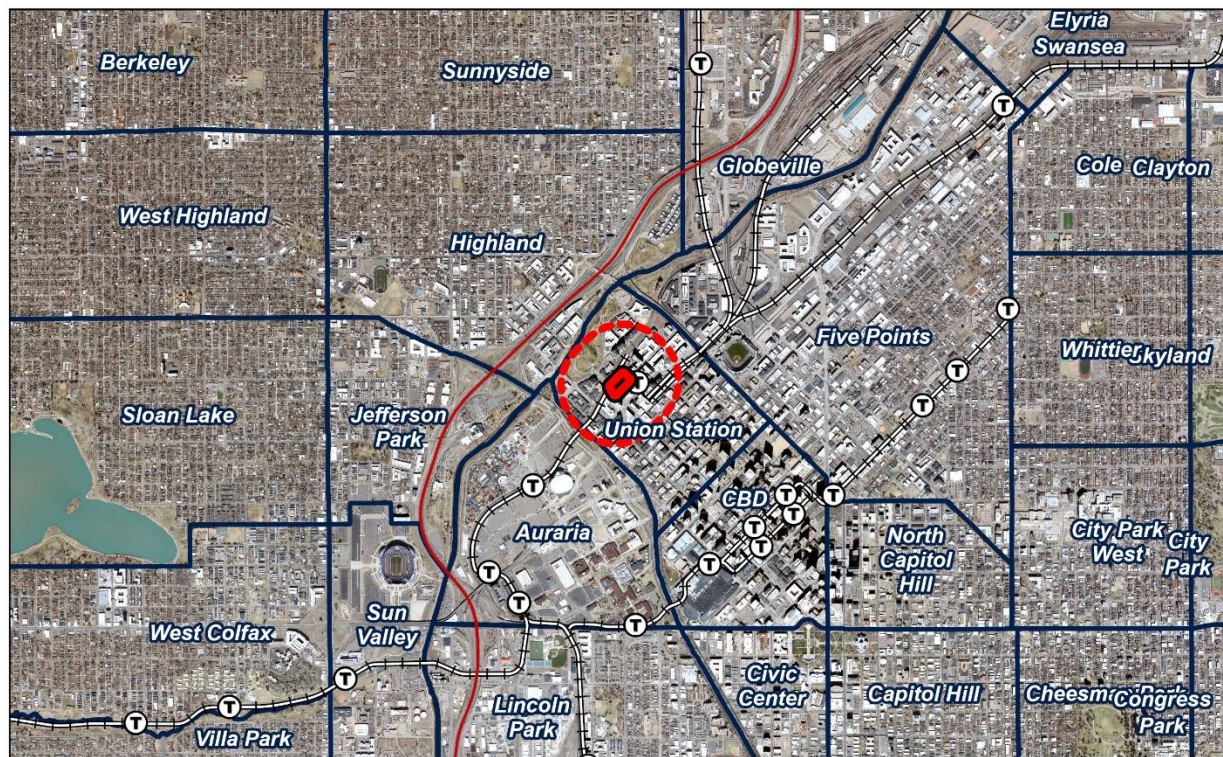 Elyria
Swansea
Berkeley
Sunnyside
Globeville
Cole
Clayton
West Highland
Highland
Five Points
Whittier
kyland
Sloan Lake
Jefferson
Park
Union Station
T
CBD
Auraria
North
Capitol
Hill
City Park
West
City
Park
Sun
Valley
West Colfax
Civic
Center
Capitol Hill
Congress
Park
Lincoln
Park
Villa Park